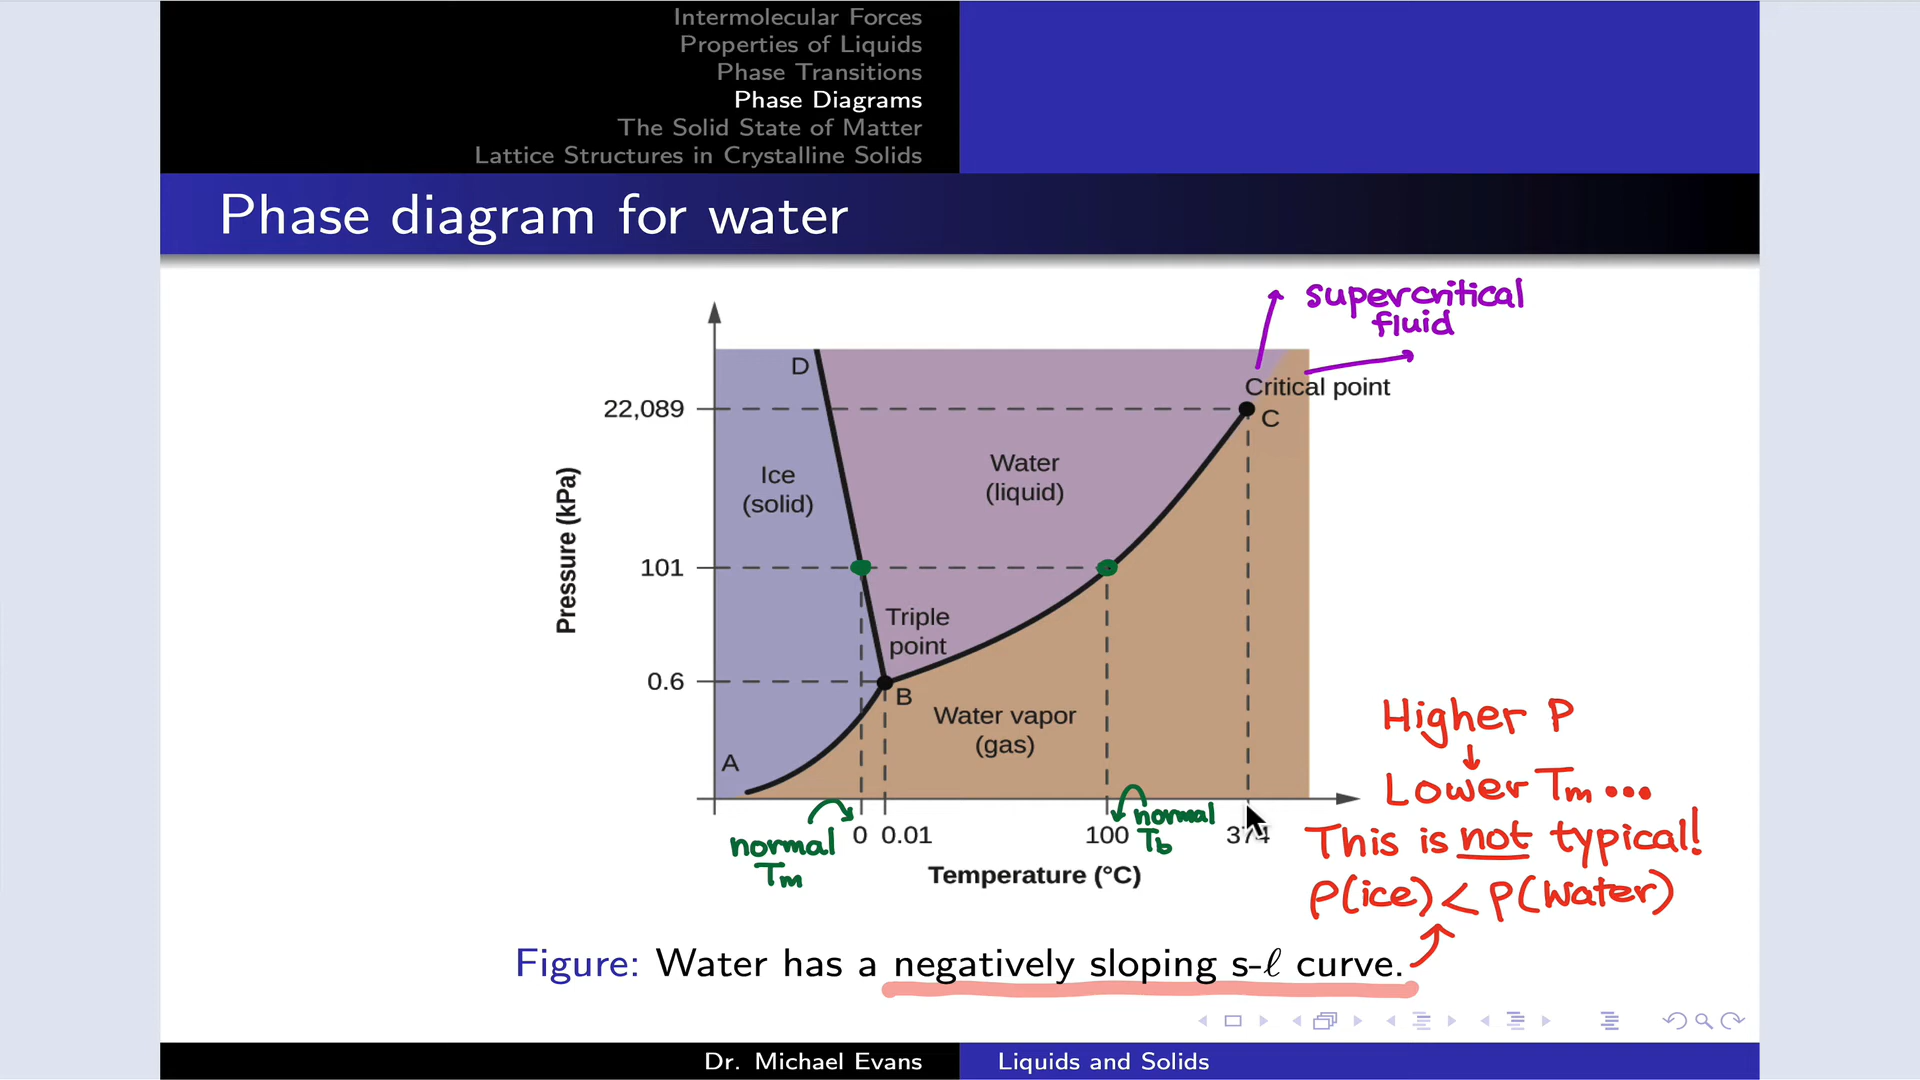 Intermolecular Forces
Properties of Liquids
Phase Transitions
Phase Diagrams
The Solid State of Matter
Lattice Structures in Crystalline Solids
Phase diagram for water
supercritical
fluid
D
Critical point
22,089
C
Water
(liquid)
Ice
(solid)
Pressure (kPa)
101
Triple
point
0.6
B
Water vapor
(gas)
A
Higher P
↓
Lower Tm...
This is not typical!
ρ(ice) < ρ(water)
normal
Tm
0 0.01
100
normal
Tb
374
Temperature (°C)
Figure: Water has a negatively sloping s-ℓ curve.
Dr. Michael Evans
Liquids and Solids